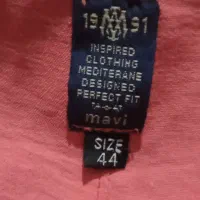 19 91
INSPIRED
CLOTHING
MEDITERANE
DESIGNED
PERFECT FIT
mavi
SIZE
44